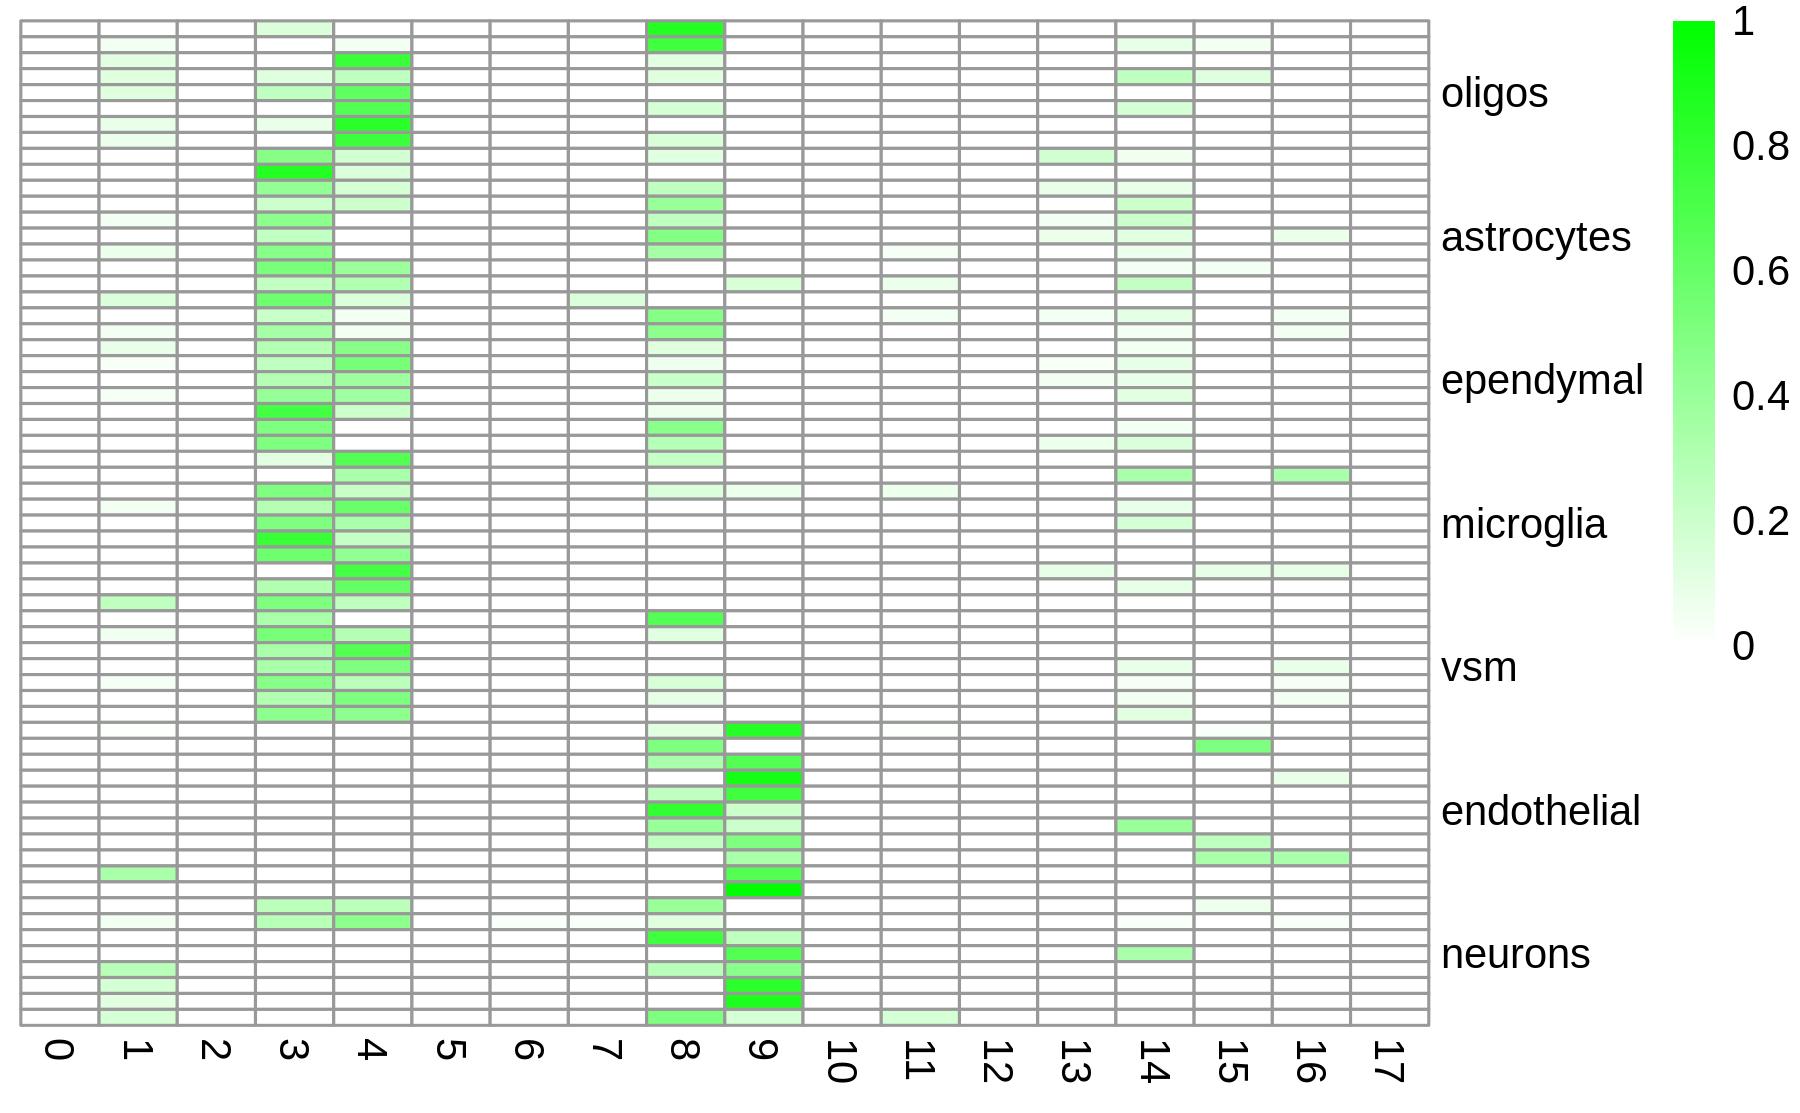 1
oligos
0.8
astrocytes
0.6
ephendymal
0.4
microglia
0.2
vsm
0
endothelial
neurons
0 1 2 3 4 5 6 7 8 9 10 11 12 13 14 15 16 17